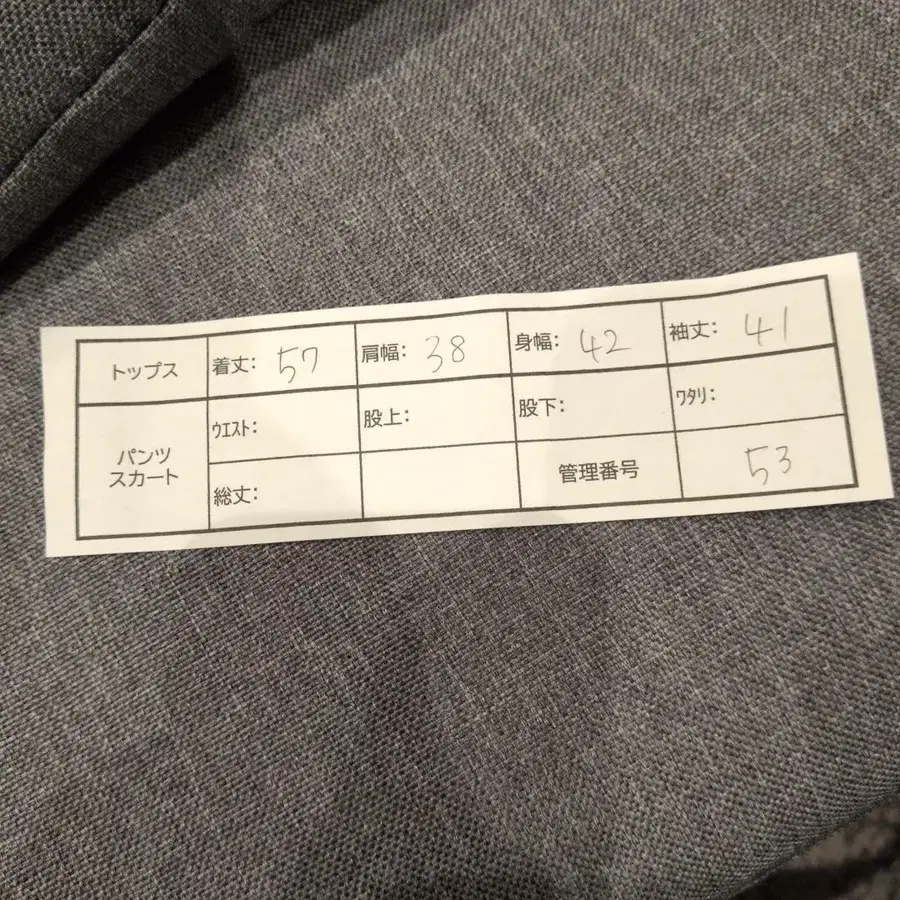 トップス 着丈: 57 肩幅: 38 身幅: 42 袖丈: 41
パンツ
スカート
ｳｴｽﾄ: 股上: 股下: ﾜﾀﾘ:
総丈: 管理番号 53